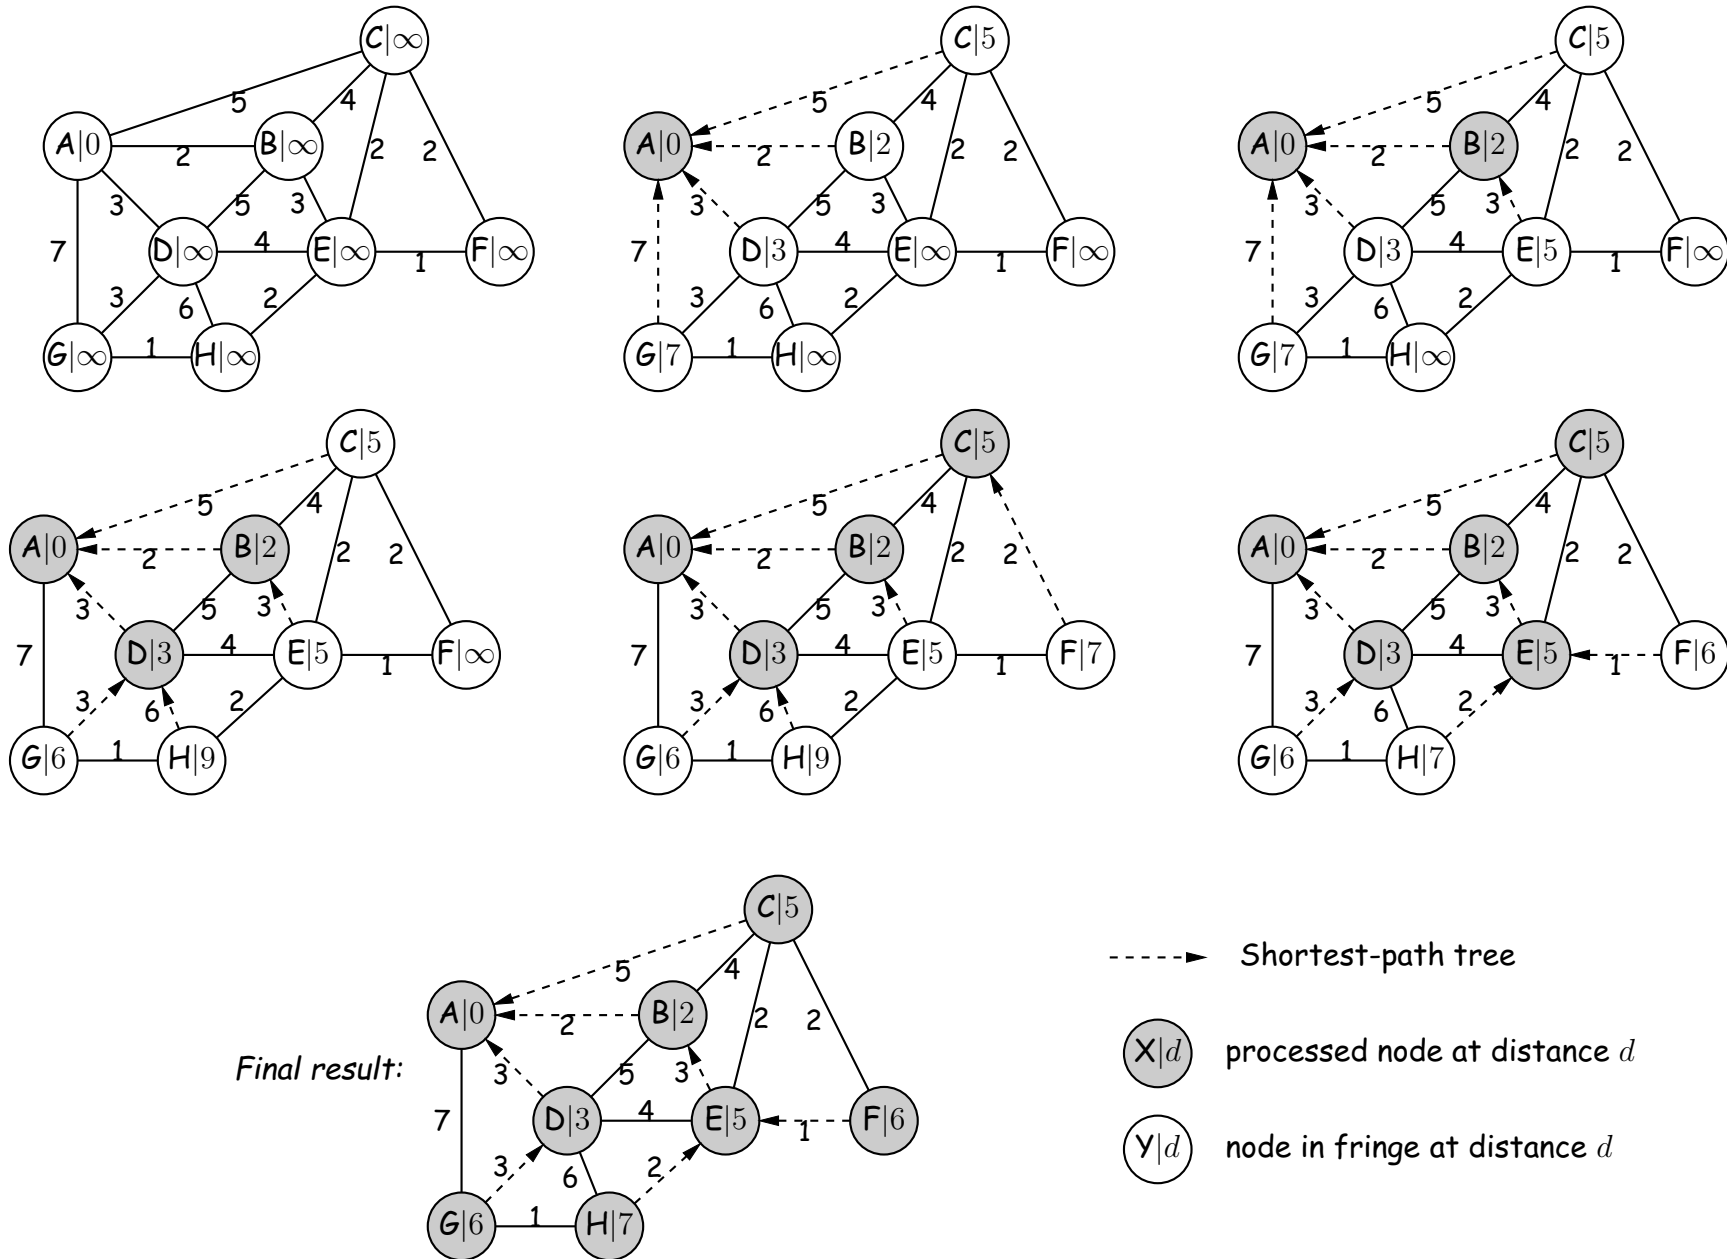 C|∞
5
4
A|0
2
B|∞
2
2
3
5
3
7
D|∞
4
E|∞
1
F|∞
3
6
2
G|∞
1
H|∞
C|5
5
4
A|0
2
B|2
2
2
3
5
3
7
D|3
4
E|∞
1
F|∞
3
6
2
G|7
1
H|∞
C|5
5
4
A|0
2
B|2
2
2
3
5
3
7
D|3
4
E|5
1
F|∞
3
6
2
G|7
1
H|∞
C|5
5
4
A|0
2
B|2
2
2
3
5
3
7
D|3
4
E|5
1
F|∞
3
6
2
G|6
1
H|9
C|5
5
4
A|0
2
B|2
2
2
3
5
3
7
D|3
4
E|5
1
F|7
3
6
2
G|6
1
H|9
C|5
5
4
A|0
2
B|2
2
2
3
5
3
7
D|3
4
E|5
1
F|6
3
6
2
G|6
1
H|7
Final result:
C|5
5
4
A|0
2
B|2
2
2
3
5
3
7
D|3
4
E|5
1
F|6
3
6
2
G|6
1
H|7
Shortest-path tree
X|d processed node at distance d
Y|d node in fringe at distance d